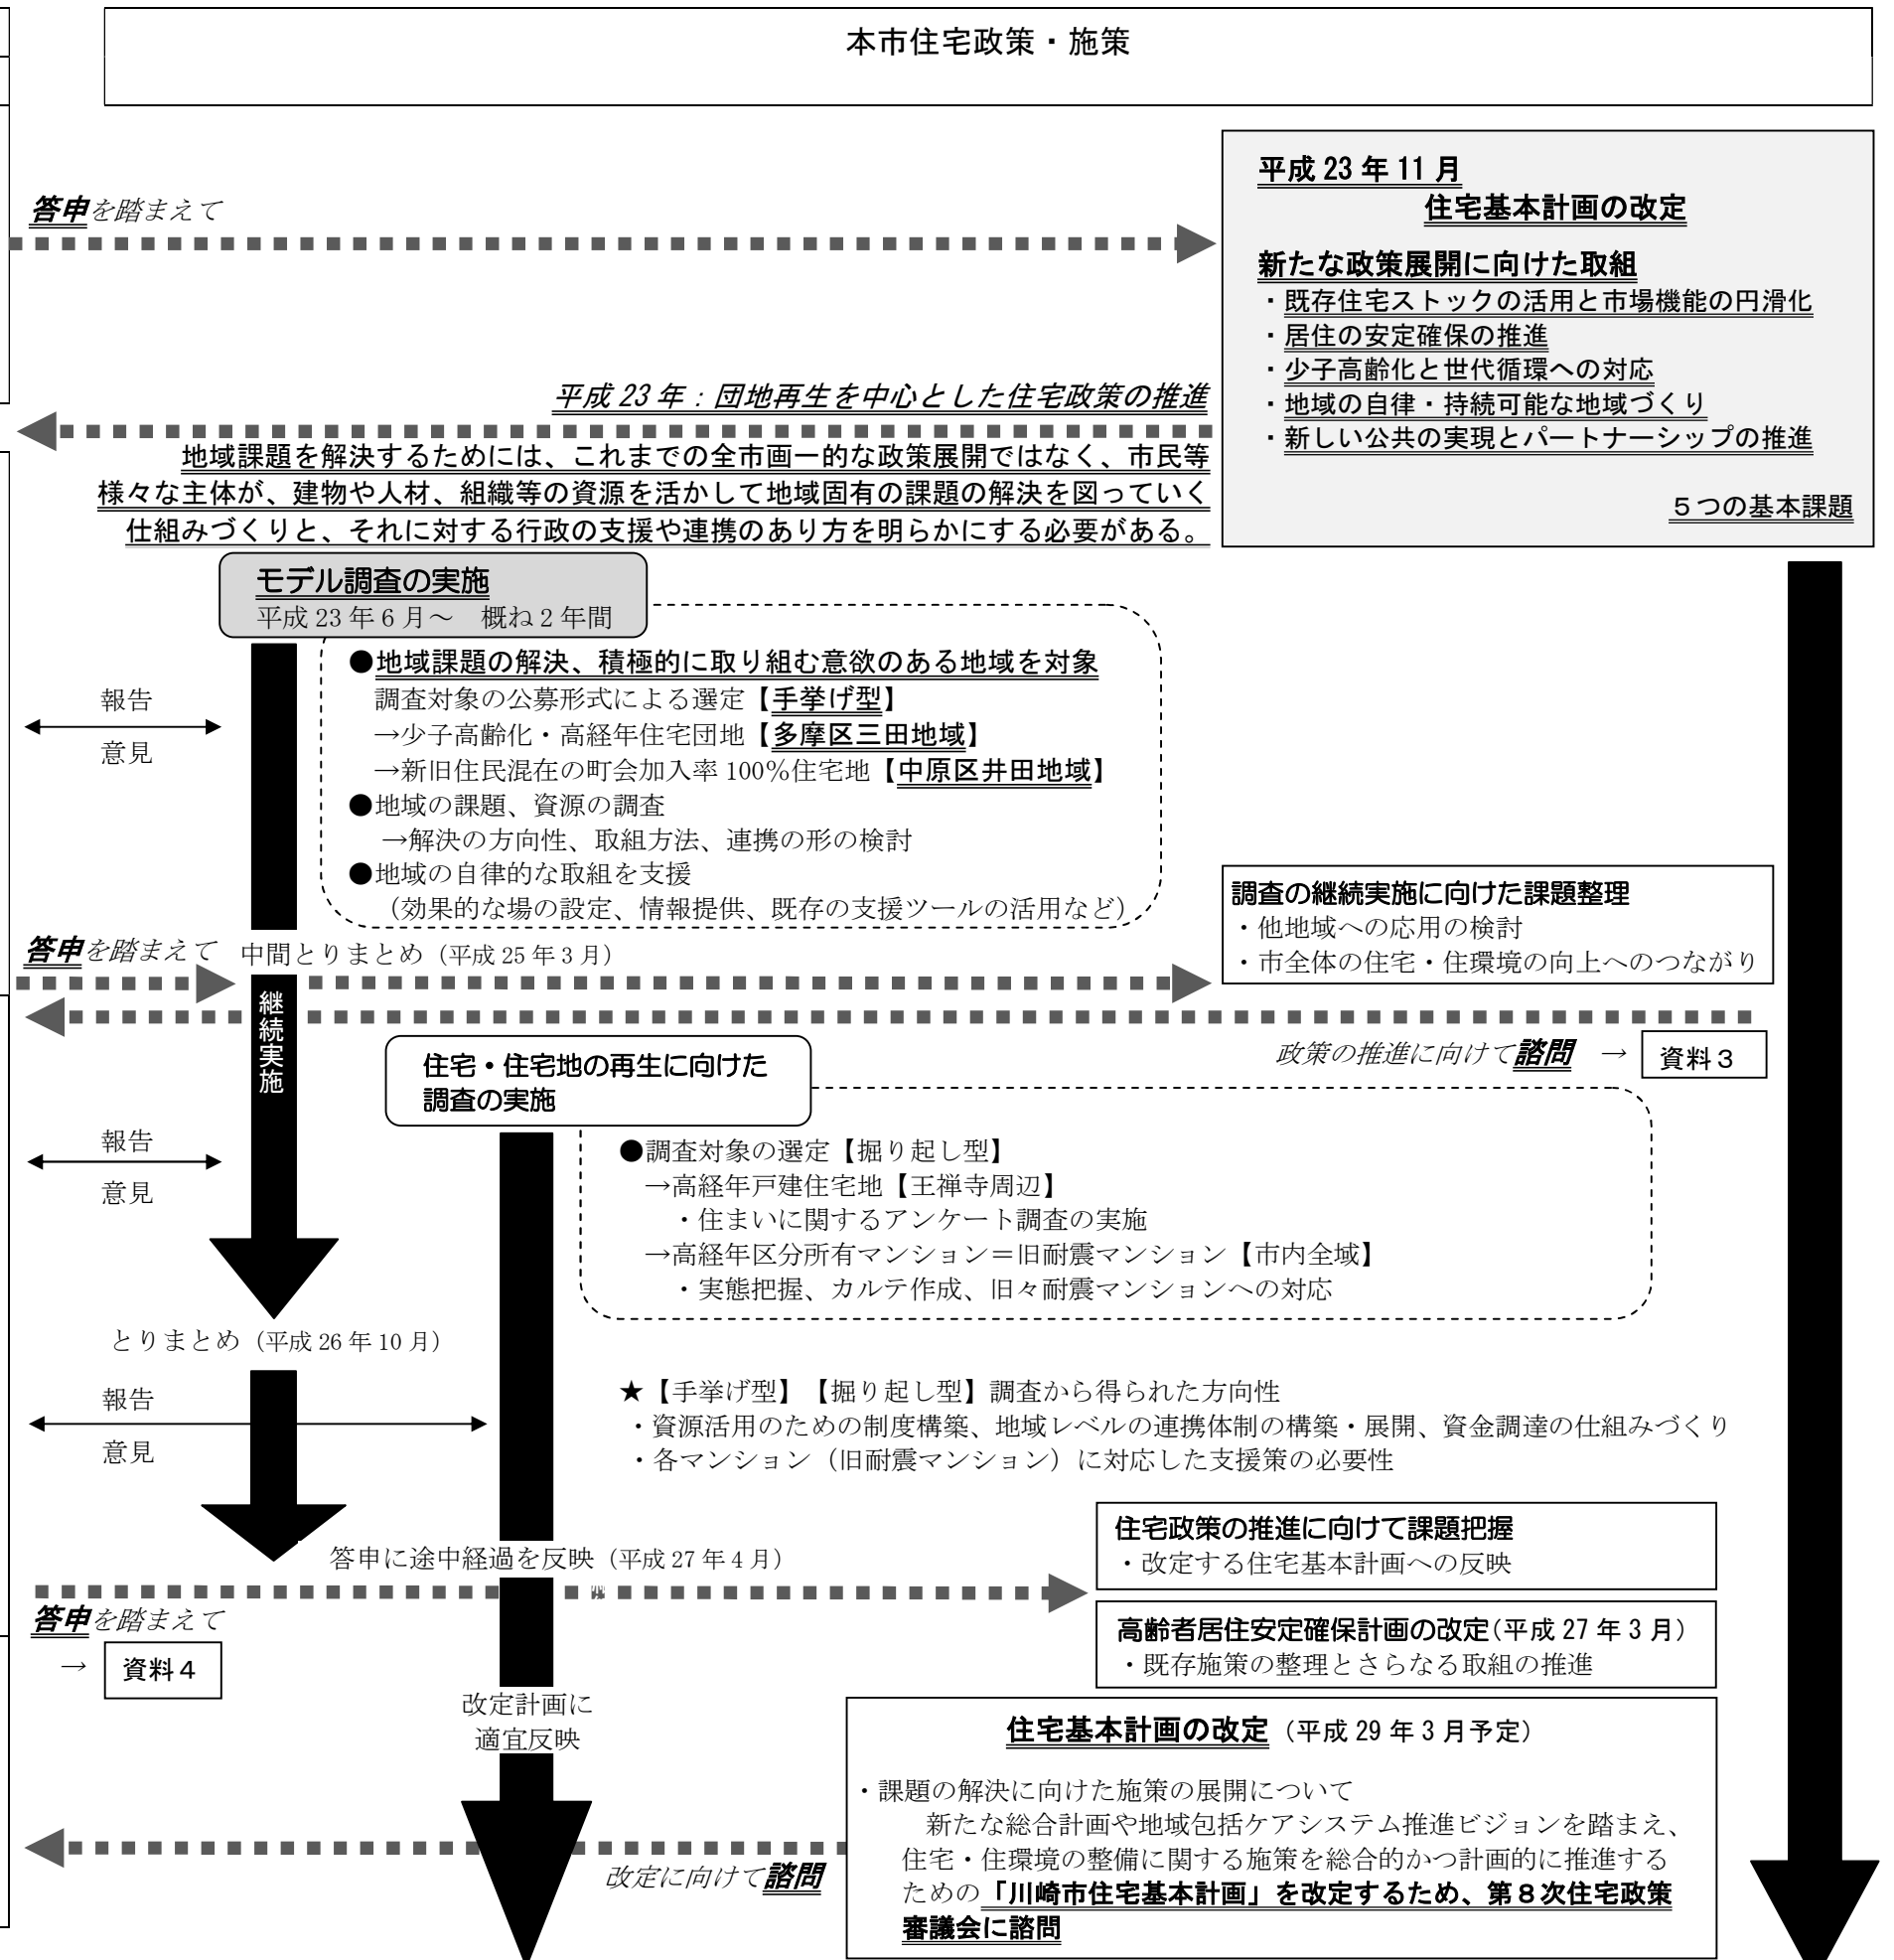 本市住宅政策・施策
答申を踏まえて
平成 23 年 11 月
住宅基本計画の改定
新たな政策展開に向けた取組
・既存住宅ストックの活用と市場機能の円滑化
・居住の安定確保の推進
・少子高齢化と世代循環への対応
・地域の自律・持続可能な地域づくり
・新しい公共の実現とパートナーシップの推進
５つの基本課題
平成 23 年：団地再生を中心とした住宅政策の推進
地域課題を解決するためには、これまでの全市画一的な政策展開ではなく、市民等
様々な主体が、建物や人材、組織等の資源を活かして地域固有の課題の解決を図っていく
仕組みづくりと、それに対する行政の支援や連携のあり方を明らかにする必要がある。
モデル調査の実施
平成 23 年 6 月～　概ね 2 年間
●地域課題の解決、積極的に取り組む意欲のある地域を対象
調査対象の公募形式による選定【手挙げ型】
→少子高齢化・高経年住宅団地【多摩区三田地域】
→新旧住民混在の町会加入率 100％住宅地【中原区井田地域】
●地域の課題、資源の調査
→解決の方向性、取組方法、連携の形の検討
●地域の自律的な取組を支援
（効果的な場の設定、情報提供、既存の支援ツールの活用など）
報告
意見
調査の継続実施に向けた課題整理
・他地域への応用の検討
・市全体の住宅・住環境の向上へのつながり
答申を踏まえて
中間とりまとめ（平成 25 年 3 月）
継続実施
政策の推進に向けて諮問　→　資料３
住宅・住宅地の再生に向けた
調査の実施
報告
意見
●調査対象の選定【掘り起し型】
→高経年戸建住宅地【王禅寺周辺】
・住まいに関するアンケート調査の実施
→高経年区分所有マンション＝旧耐震マンション【市内全域】
・実態把握、カルテ作成、旧々耐震マンションへの対応
とりまとめ（平成 26 年 10 月）
報告
意見
★【手挙げ型】【掘り起し型】調査から得られた方向性
・資源活用のための制度構築、地域レベルの連携体制の構築・展開、資金調達の仕組みづくり
・各マンション（旧耐震マンション）に対応した支援策の必要性
住宅政策の推進に向けて課題把握
・改定する住宅基本計画への反映
答申に途中経過を反映（平成 27 年 4 月）
答申を踏まえて
→　資料４
高齢者居住安定確保計画の改定(平成 27 年 3 月)
・既存施策の整理とさらなる取組の推進
改定計画に
適宜反映
住宅基本計画の改定（平成 29 年 3 月予定）
・課題の解決に向けた施策の展開について
新たな総合計画や地域包括ケアシステム推進ビジョンを踏まえ、
住宅・住環境の整備に関する施策を総合的かつ計画的に推進する
ための「川崎市住宅基本計画」を改定するため、第８次住宅政策
審議会に諮問
改定に向けて諮問